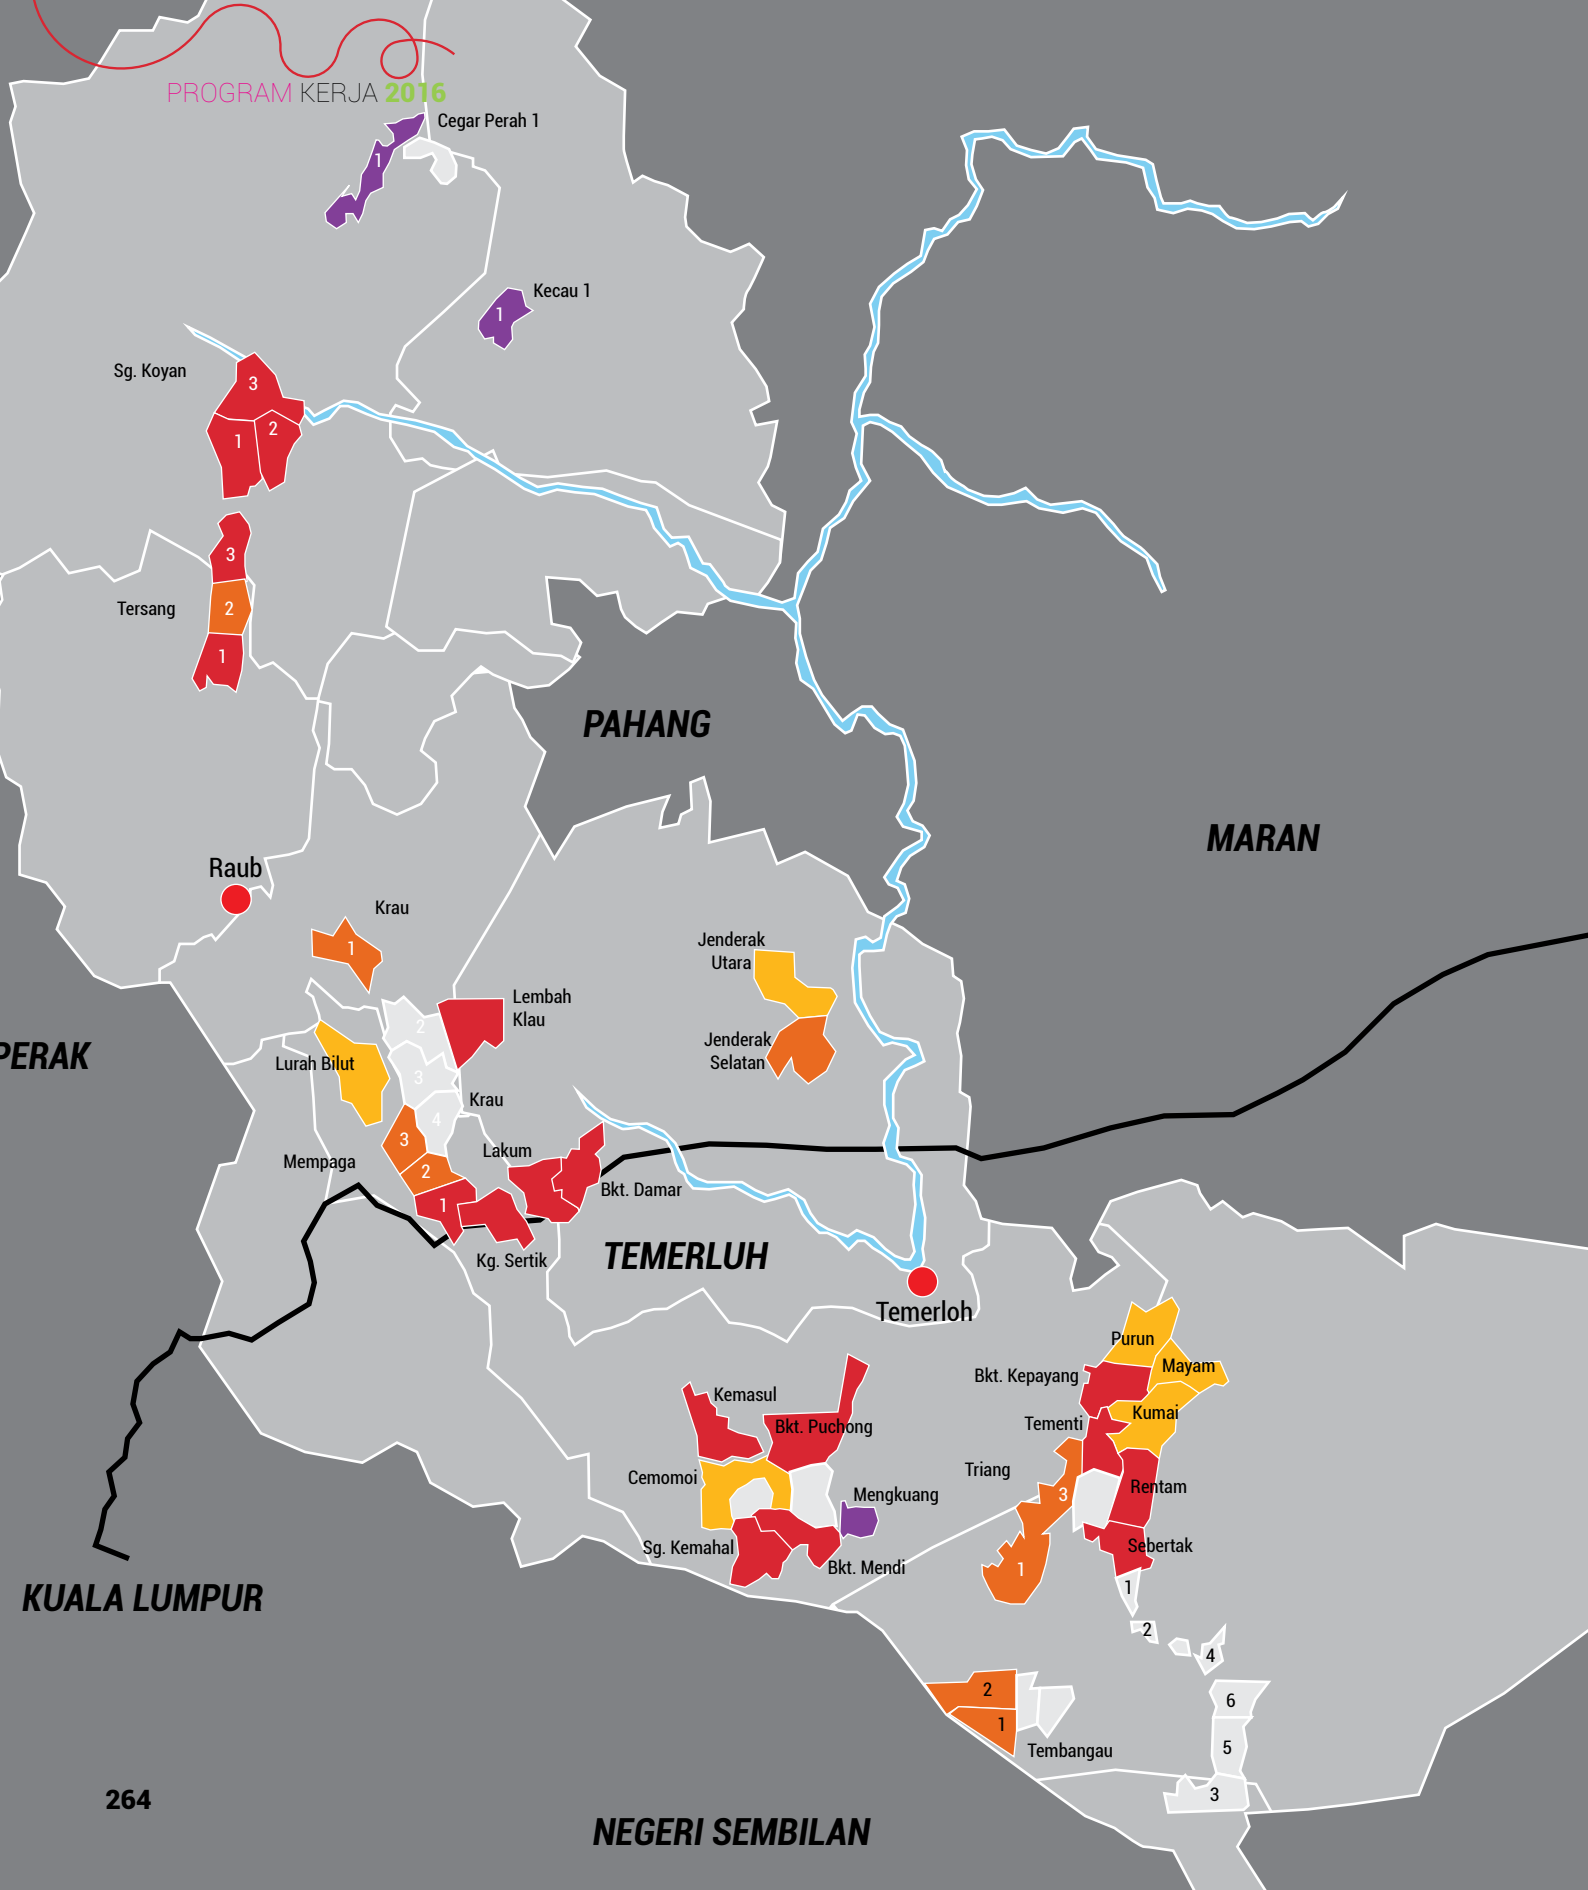 PROGRAM KERJA 2016
Cegar Perah 1
1
Kecau 1
1
Sg. Koyan
3
1
2
3
Tersang
2
1
PAHANG
MARAN
Raub
Krau
1
Jenderak
Utara
Lembah
Klau
2
Jenderak
Selatan
PERAK
Lurah Bilut
3
Krau
4
3
Lakum
Mempaga
2
Bkt. Damar
1
Kg. Sertik
TEMERLUH
Temerloh
Purun
Mayam
Bkt. Kepayang
Kemasul
Kumai
Tementi
Bkt. Puchong
Triang
Cemomoi
Rentam
3
Mengkuang
Sg. Kemahal
Sebertak
Bkt. Mendi
1
1
KUALA LUMPUR
2
4
2
6
1
Tembangau
5
3
264
NEGERI SEMBILAN